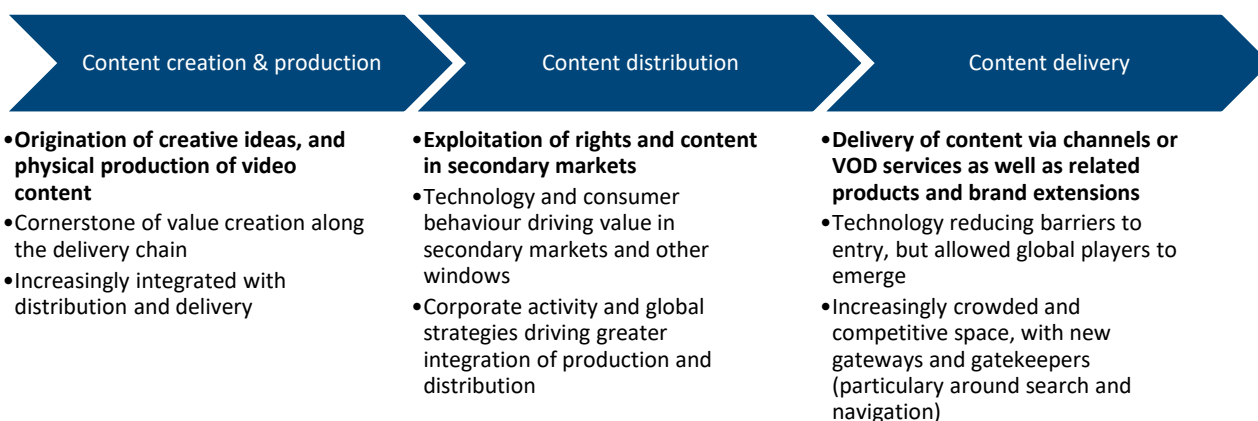 Content creation & production
Content distribution
Content delivery
•Origination of creative ideas, and
physical production of video
content
•Cornerstone of value creation along
the delivery chain
•Increasingly integrated with
distribution and delivery
•Exploitation of rights and content
in secondary markets
•Technology and consumer
behaviour driving value in
secondary markets and other
windows
•Corporate activity and global
strategies driving greater
integration of production and
distribution
•Delivery of content via channels or
VOD services as well as related
products and brand extensions
•Technology reducing barriers to
entry, but allowed global players to
emerge
•Increasingly crowded and
competitive space, with new
gateways and gatekeepers
(particulary around search and
navigation)